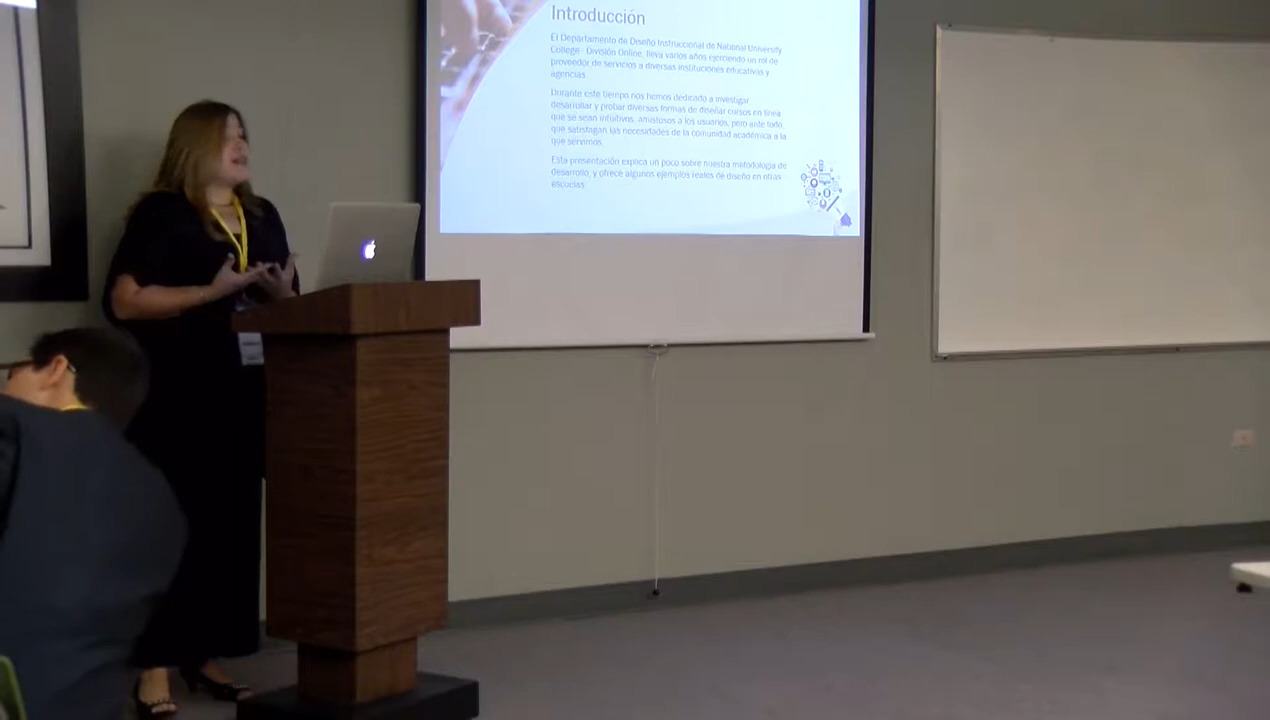 Introducción
El Departamento de Diseño Instruccional de National University
College - División Online, lleva varios años ejerciendo un rol de
proveedor de servicios a diversas instituciones educativas y
agencias.
Durante este tiempo nos hemos dedicado a investigar
desarrollar y probar diversas formas de diseñar cursos en línea
que se sean intuitivos, amistosos a los usuarios, pero ante todo
que satisfagan las necesidades de la comunidad académica a la
que servimos.
Esta presentación explica un poco sobre nuestra metodología de
desarrollo, y ofrece algunos ejemplos reales de diseño en otras
escuelas.